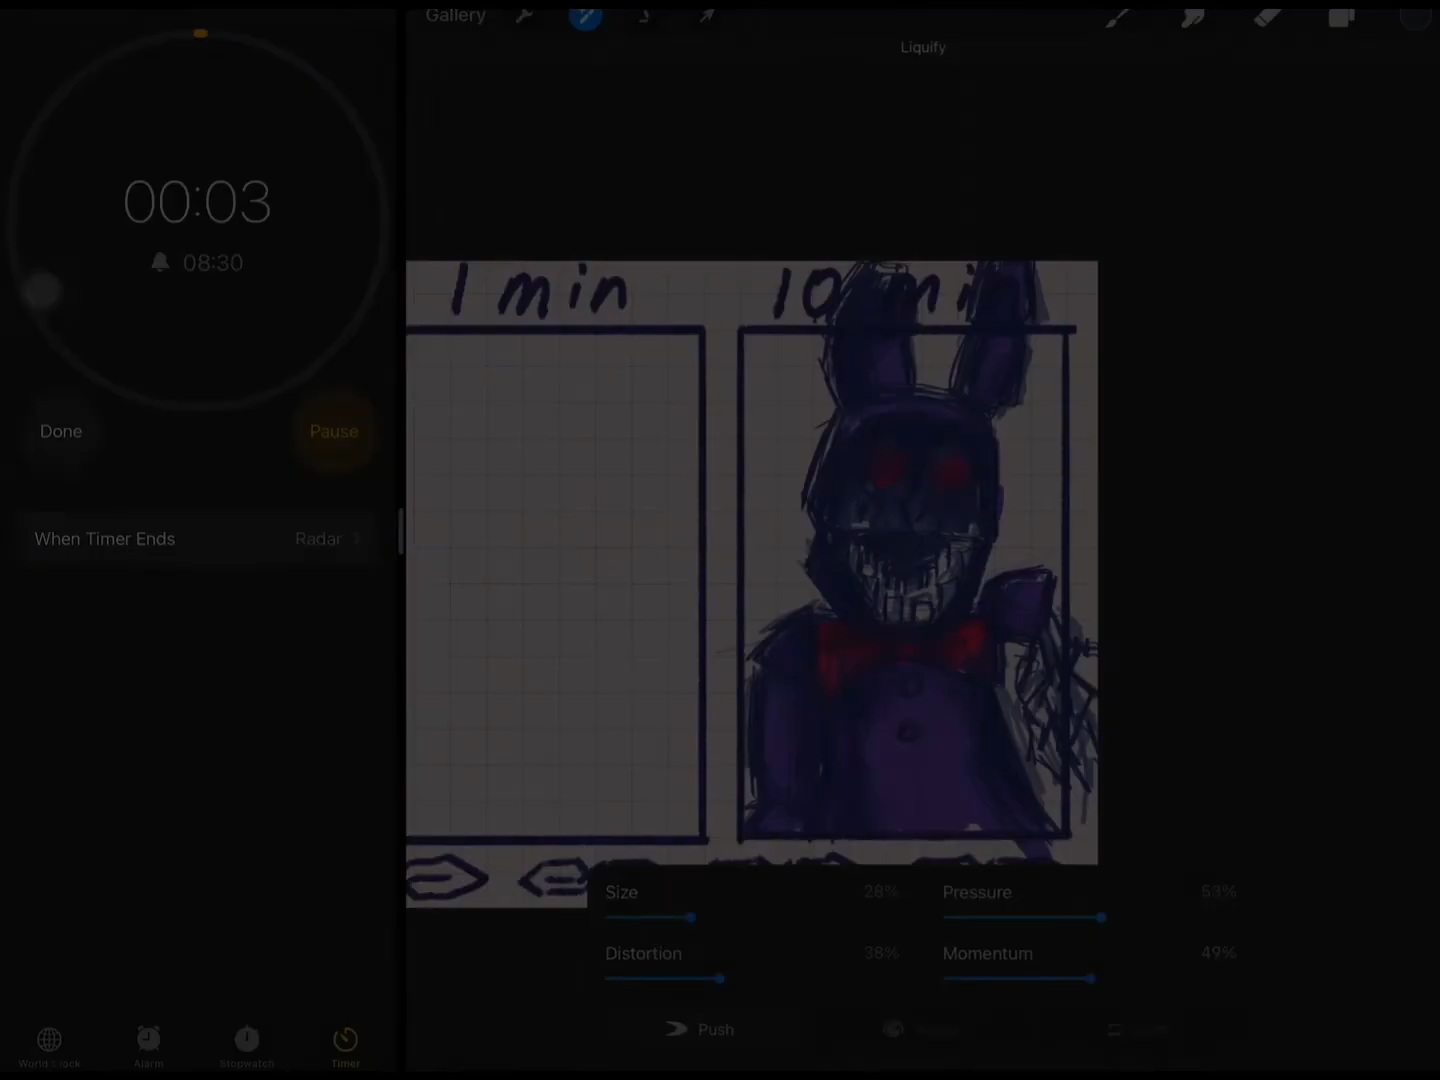 Gallery
Liquify
00:03
08:30
Done
Pause
When Timer Ends
Radar
World Clock
Alarm
Stopwatch
Timer
1 min
10 min
Size
28%
Pressure
53%
Distortion
38%
Momentum
49%
Push